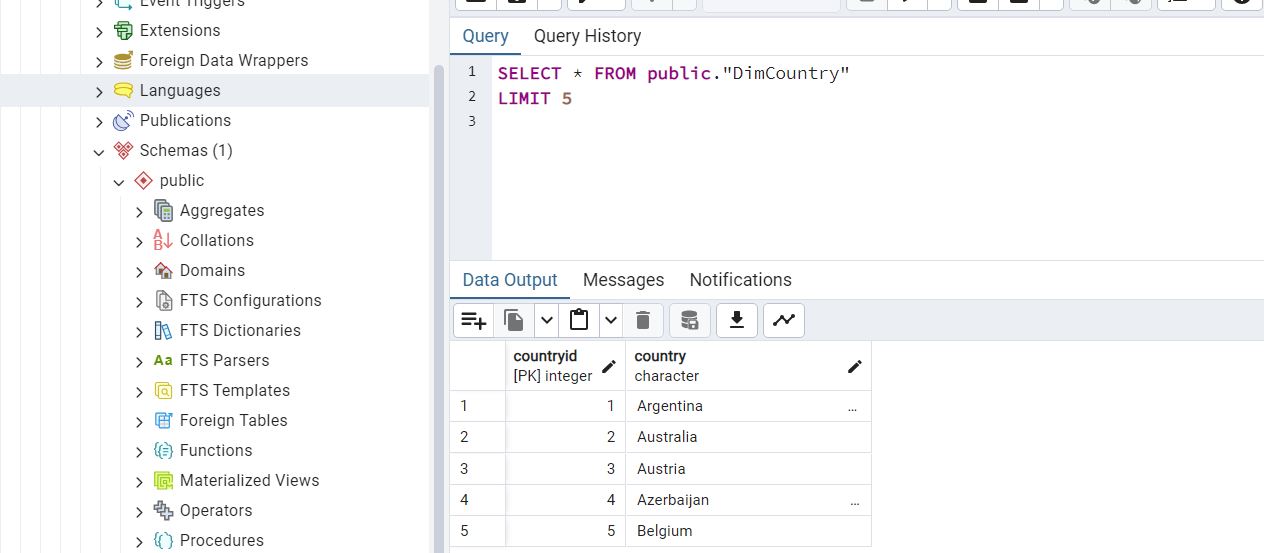 Event Triggers
Extensions
Foreign Data Wrappers
Languages
Publications
Schemas (1)
public
Aggregates
Collations
Domains
FTS Configurations
FTS Dictionaries
Aa FTS Parsers
FTS Templates
Foreign Tables
Functions
Materialized Views
Operators
Procedures
Query Query History
1 SELECT * FROM public."DimCountry"
2 LIMIT 5
3
Data Output Messages Notifications
countryid country
[PK] integer character
1 1 Argentina ...
2 2 Australia
3 3 Austria
4 4 Azerbaijan ...
5 5 Belgium